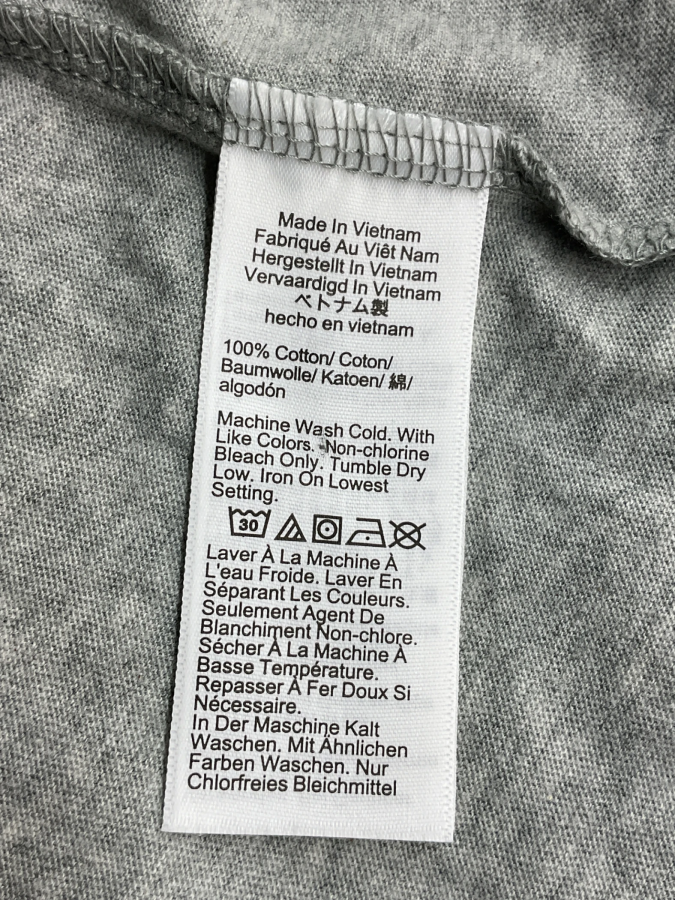 Made In Vietnam
Fabriqué Au Viêt Nam
Hergestellt In Vietnam
Vervaardigd In Vietnam
ベトナム製
hecho en vietnam
100% Cotton/ Coton/
Baumwolle/ Katoen/ 綿/
algodón
Machine Wash Cold. With
Like Colors. Non-chlorine
Bleach Only. Tumble Dry
Low. Iron On Lowest
Setting.
30
Laver À La Machine À
L'eau Froide. Laver En
Séparant Les Couleurs.
Seulement Agent De
Blanchiment Non-chlore.
Sécher À La Machine À
Basse Température.
Repasser À Fer Doux Si
Nécessaire.
In Der Maschine Kalt
Waschen. Mit Ähnlichen
Farben Waschen. Nur
Chlorfreies Bleichmittel